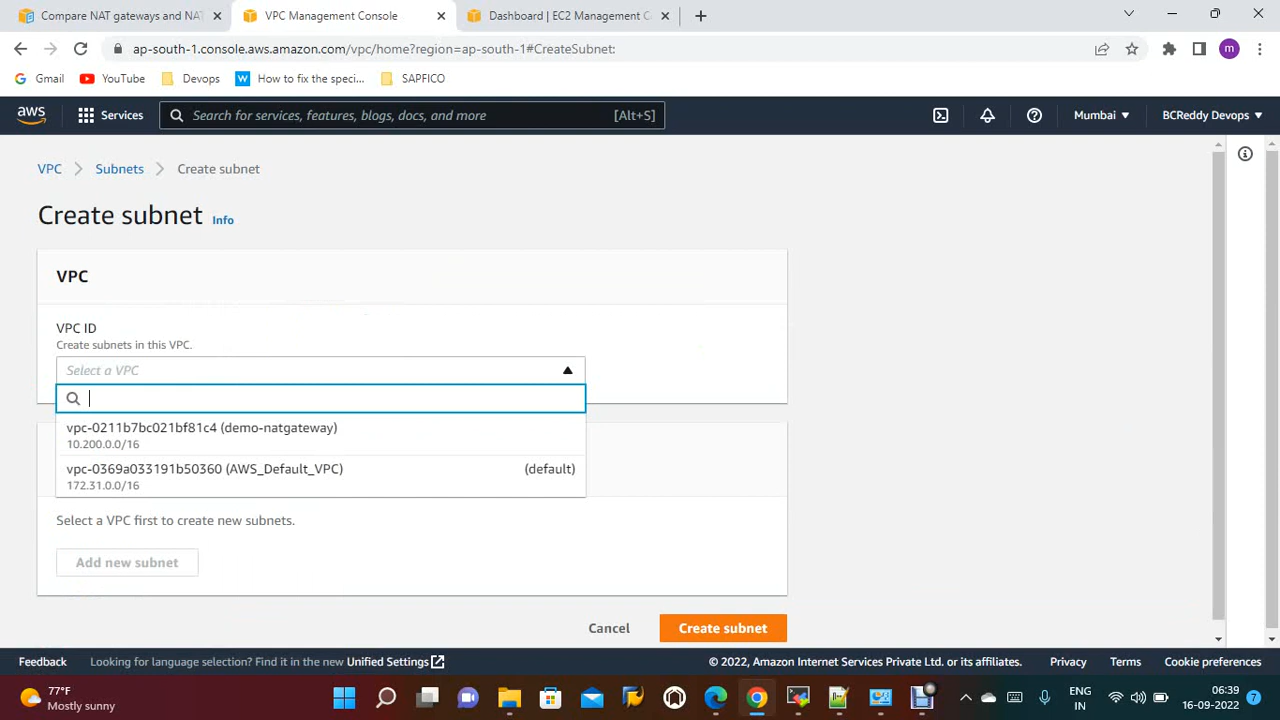 Compare NAT gateways and NA
VPC Management Console
Dashboard | EC2 Management C
ap-south-1.console.aws.amazon.com/vpc/home?region=ap-south-1#CreateSubnet:
m
Gmail
YouTube
Devops
W How to fix the speci...
SAPFICO
aws
Services
Search for services, features, blogs, docs, and more [Alt+S]
Mumbai
BCReddy Devops
VPC
Subnets
Create subnet
Create subnet Info
VPC
VPC ID
Create subnets in this VPC.
Select a VPC
vpc-0211b7bc021bf81c4 (demo-natgateway)
10.200.0.0/16
vpc-0369a033191b50360 (AWS_Default_VPC) (default)
172.31.0.0/16
Select a VPC first to create new subnets.
Add new subnet
Cancel
Create subnet
Feedback
Looking for language selection? Find it in the new Unified Settings
© 2022, Amazon Internet Services Private Ltd. or its affiliates.
Privacy
Terms
Cookie preferences
77°F
Mostly sunny
ENG
IN
06:39
16-09-2022
7